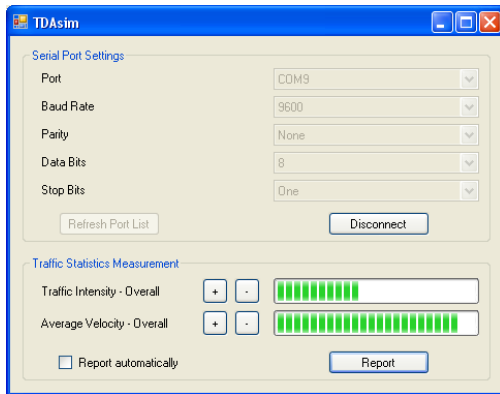 TDAsim
Serial Port Settings
Port COM9
Baud Rate 9600
Parity None
Data Bits 8
Stop Bits One
Refresh Port List Disconnect
Traffic Statistics Measurement
Traffic Intensity - Overall + -
Average Velocity - Overall + -
Report automatically Report